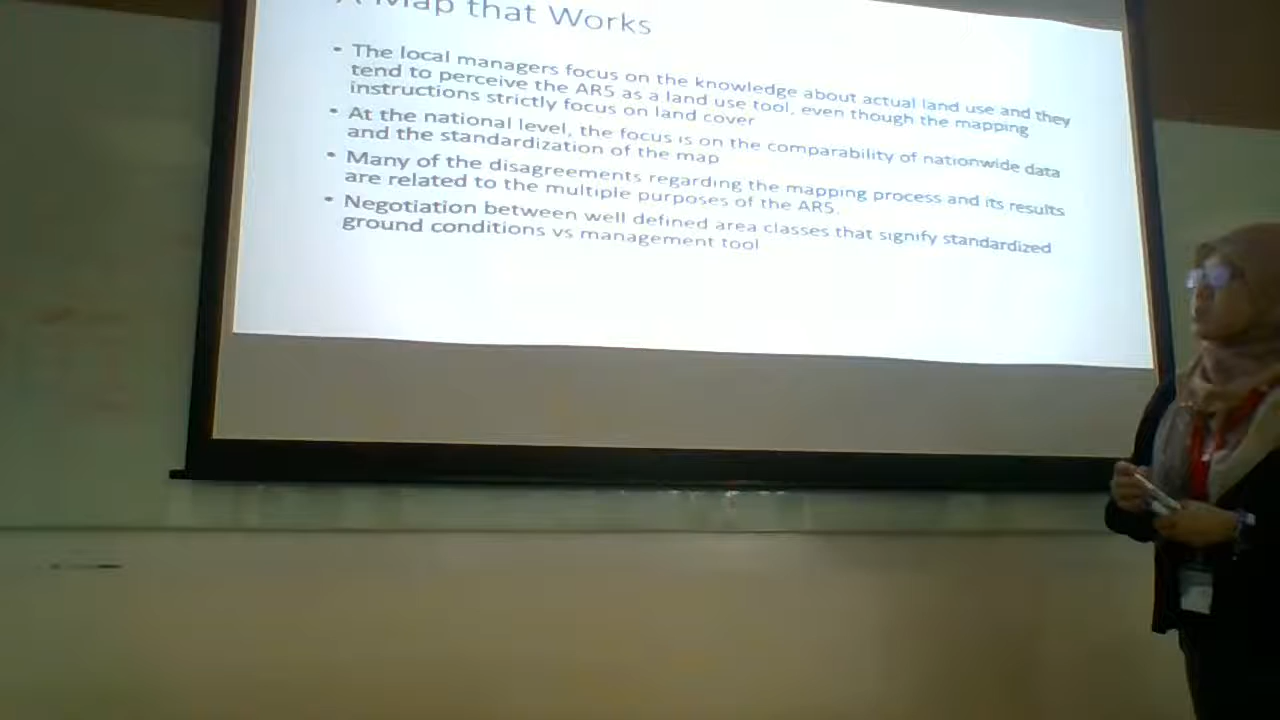 A Map that Works
• The local managers focus on the knowledge about actual land use and they
tend to perceive the AR5 as a land use tool, even though the mapping
instructions strictly focus on land cover
• At the national level, the focus is on the comparability of nationwide data
and the standardization of the map
• Many of the disagreements regarding the mapping process and its results
are related to the multiple purposes of the AR5.
• Negotiation between well defined area classes that signify standardized
ground conditions vs management tool